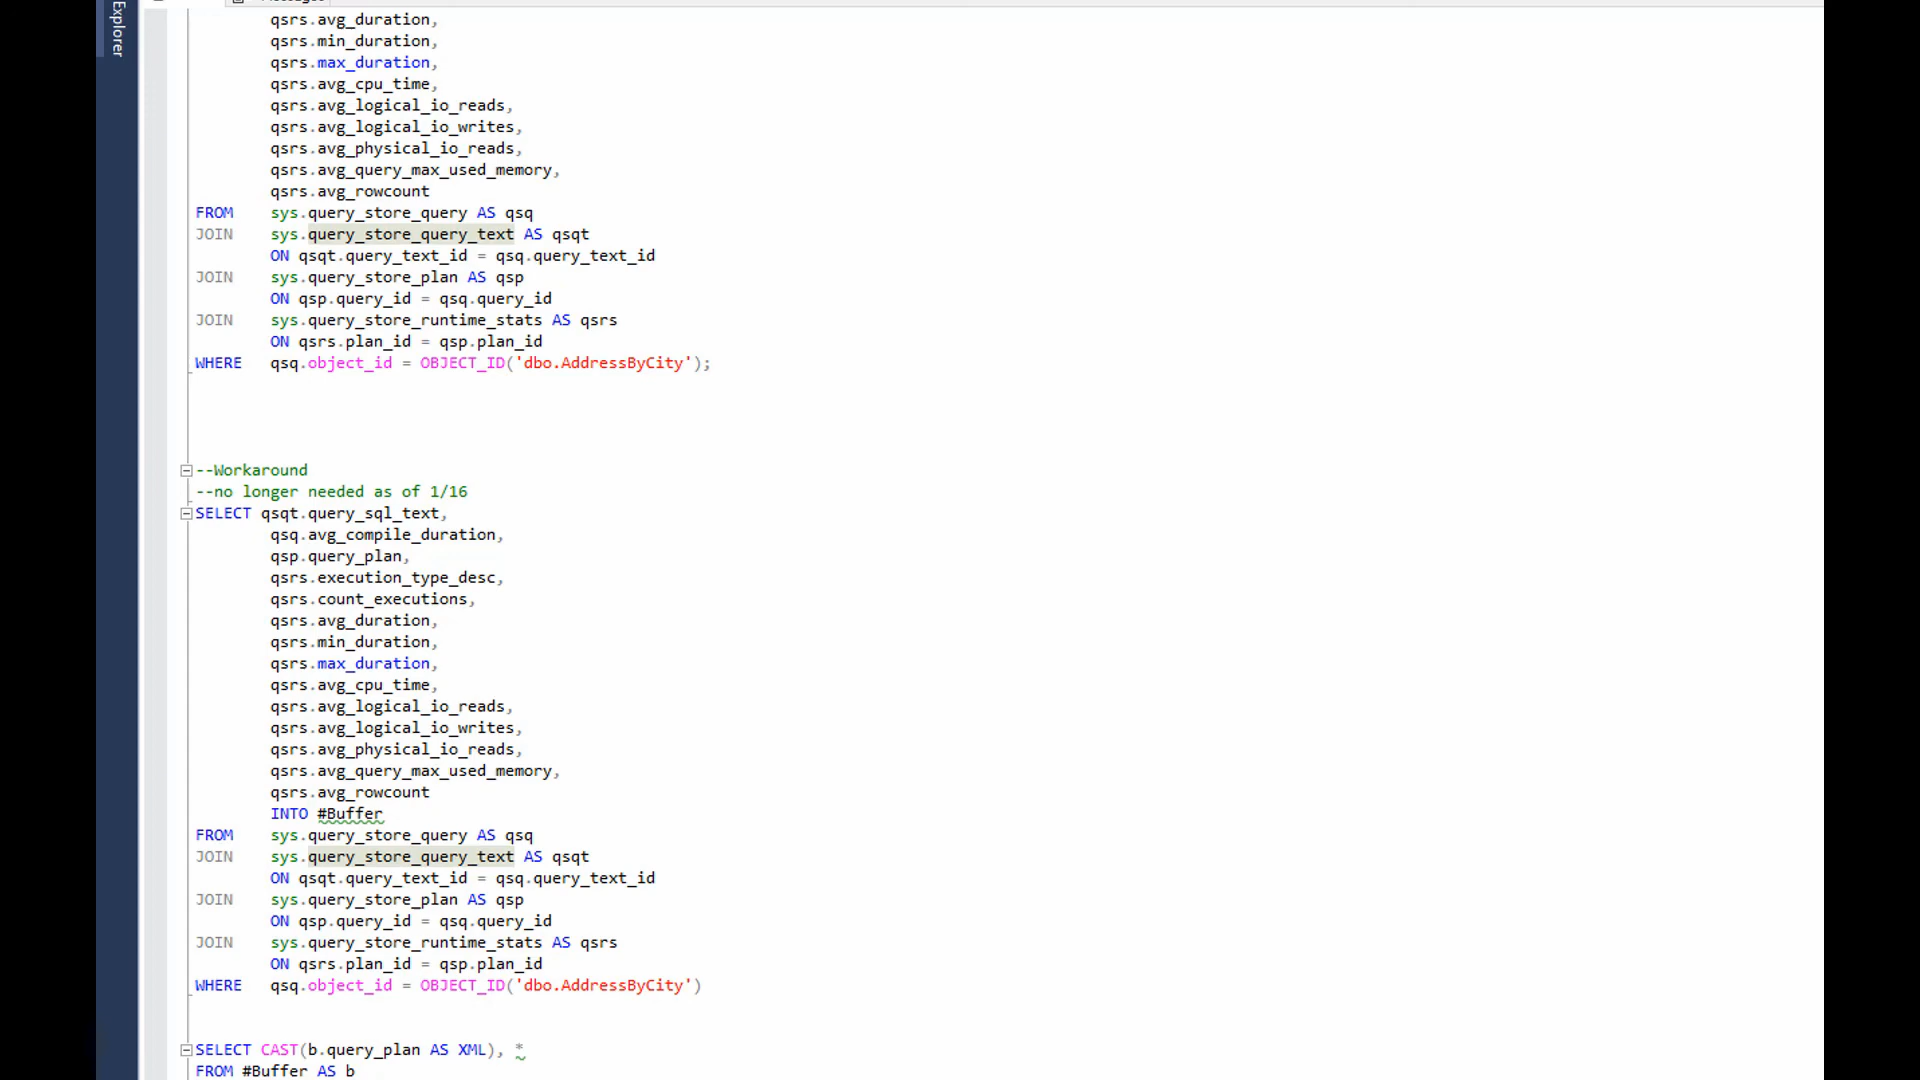 Explorer
qsrs.avg_duration,
qsrs.min_duration,
qsrs.max_duration,
qsrs.avg_cpu_time,
qsrs.avg_logical_io_reads,
qsrs.avg_logical_io_writes,
qsrs.avg_physical_io_reads,
qsrs.avg_query_max_used_memory,
qsrs.avg_rowcount
FROM sys.query_store_query AS qsq
JOIN sys.query_store_query_text AS qsqt
ON qsqt.query_text_id = qsq.query_text_id
JOIN sys.query_store_plan AS qsp
ON qsp.query_id = qsq.query_id
JOIN sys.query_store_runtime_stats AS qsrs
ON qsrs.plan_id = qsp.plan_id
WHERE qsq.object_id = OBJECT_ID('dbo.AddressByCity');
--Workaround
--no longer needed as of 1/16
SELECT qsqt.query_sql_text,
qsq.avg_compile_duration,
qsp.query_plan,
qsrs.execution_type_desc,
qsrs.count_executions,
qsrs.avg_duration,
qsrs.min_duration,
qsrs.max_duration,
qsrs.avg_cpu_time,
qsrs.avg_logical_io_reads,
qsrs.avg_logical_io_writes,
qsrs.avg_physical_io_reads,
qsrs.avg_query_max_used_memory,
qsrs.avg_rowcount
INTO #Buffer
FROM sys.query_store_query AS qsq
JOIN sys.query_store_query_text AS qsqt
ON qsqt.query_text_id = qsq.query_text_id
JOIN sys.query_store_plan AS qsp
ON qsp.query_id = qsq.query_id
JOIN sys.query_store_runtime_stats AS qsrs
ON qsrs.plan_id = qsp.plan_id
WHERE qsq.object_id = OBJECT_ID('dbo.AddressByCity')
SELECT CAST(b.query_plan AS XML), *
FROM #Buffer AS b